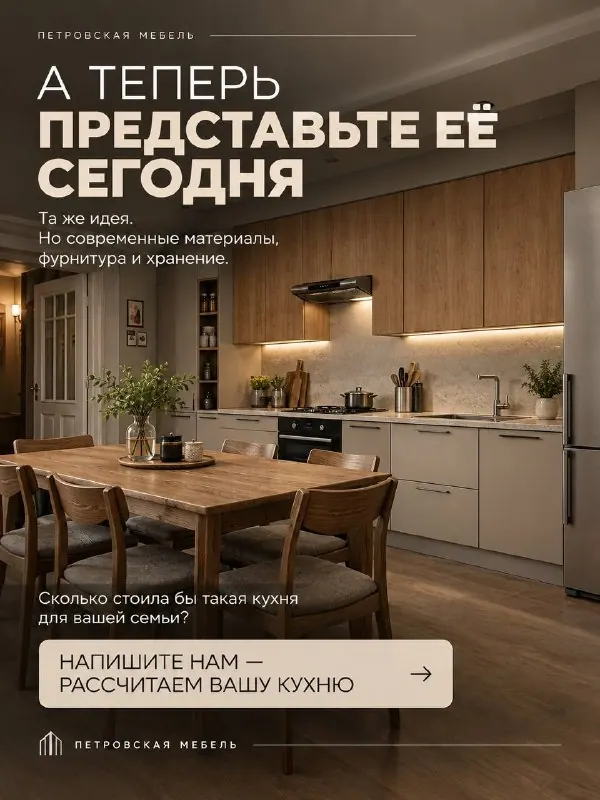 ПЕТРОВСКАЯ МЕБЕЛЬ
А ТЕПЕРЬ
ПРЕДСТАВЬТЕ ЕЁ
СЕГОДНЯ
Та же идея.
Но современные материалы,
фурнитура и хранение.
Сколько стоила бы такая кухня
для вашей семьи?
НАПИШИТЕ НАМ —
РАССЧИТАЕМ ВАШУ КУХНЮ
→
ПЕТРОВСКАЯ МЕБЕЛЬ